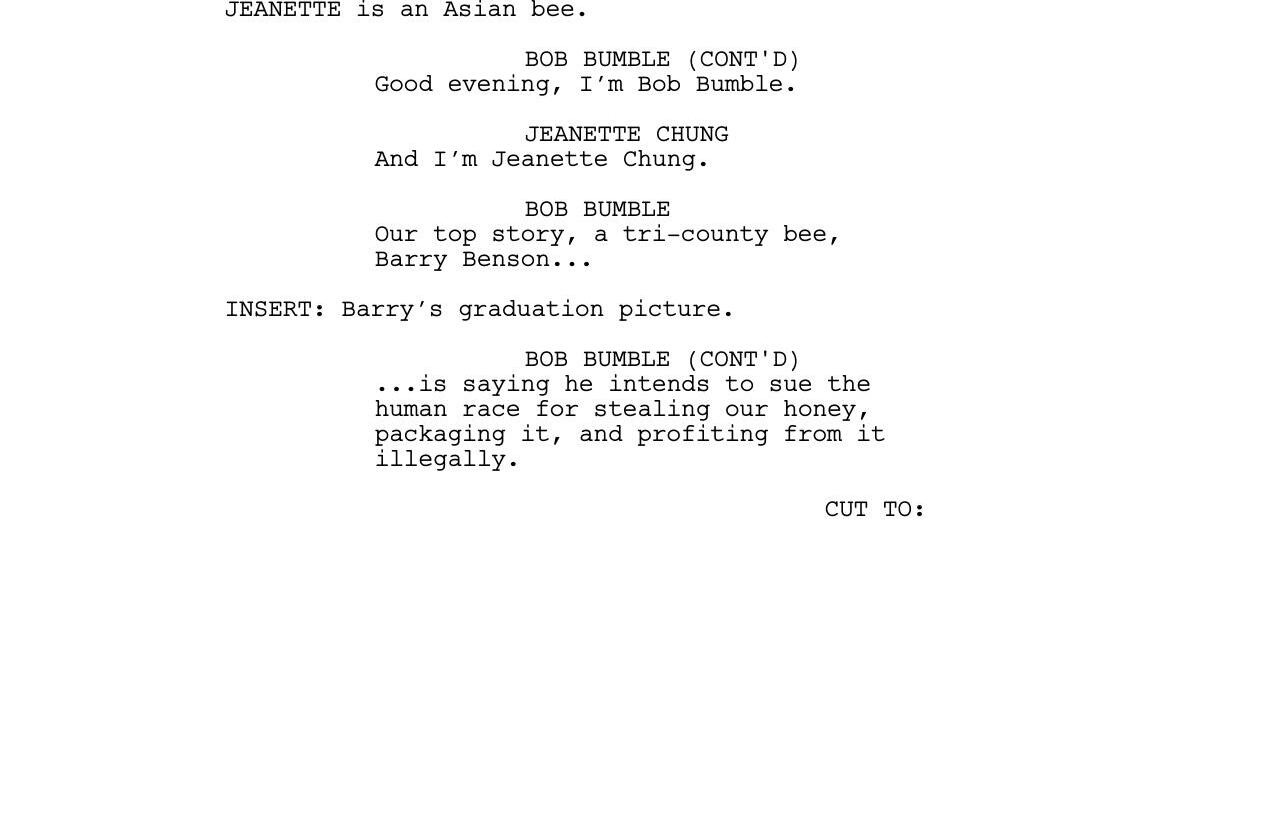 JEANETTE is an Asian bee.
BOB BUMBLE (CONT'D)
Good evening, I’m Bob Bumble.
JEANETTE CHUNG
And I’m Jeanette Chung.
BOB BUMBLE
Our top story, a tri-county bee,
Barry Benson...
INSERT: Barry’s graduation picture.
BOB BUMBLE (CONT'D)
...is saying he intends to sue the
human race for stealing our honey,
packaging it, and profiting from it
illegally.
CUT TO: